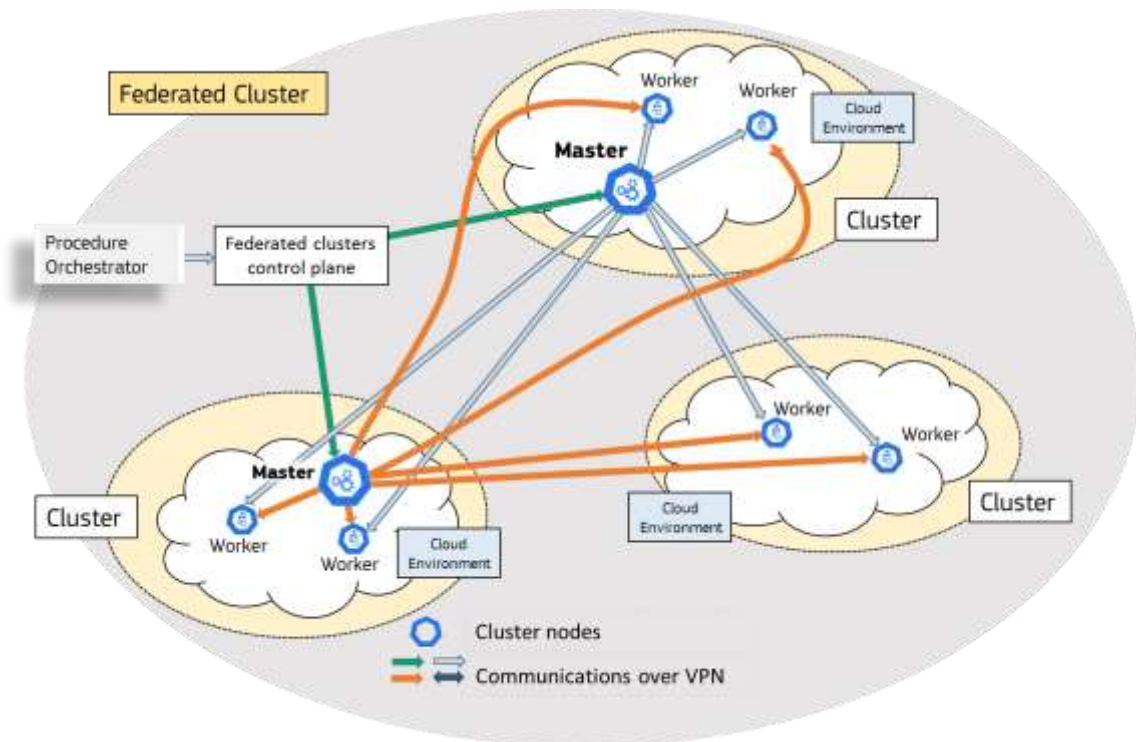 Federated Cluster
Worker
Worker
Cloud
Environment
Master
Cluster
Procedure
Orchestrator
Federated clusters
control plane
Worker
Worker
Master
Cluster
Cluster
Cloud
Environment
Worker
Worker
Cloud
Environment
Cluster nodes
Communications over VPN